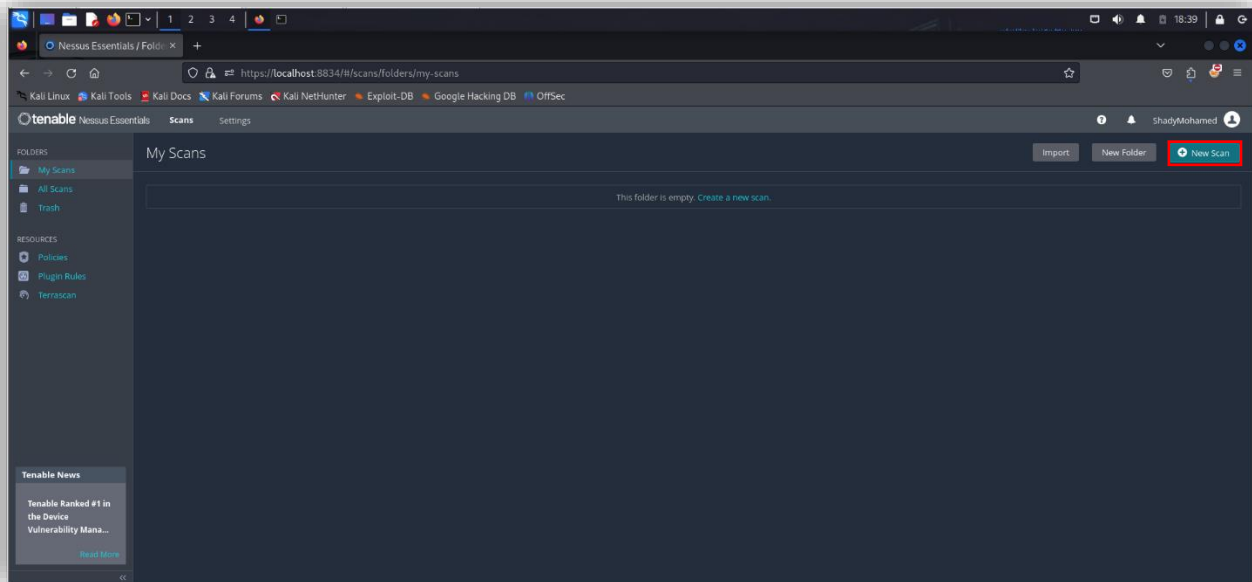 1 2 3 4 18:39
Nessus Essentials / Folde
https://localhost:8834/#/scans/folders/my-scans
Kali Linux Kali Tools Kali Docs Kali Forums Kali NetHunter Exploit-DB Google Hacking DB OffSec
tenable Nessus Essentials Scans Settings ShadyMohamed
FOLDERS
My Scans
All Scans
Trash
RESOURCES
Policies
Plugin Rules
Terrascan
My Scans
Import New Folder New Scan
This folder is empty. Create a new scan.
Tenable News
Tenable Ranked #1 in
the Device
Vulnerability Mana...
Read More